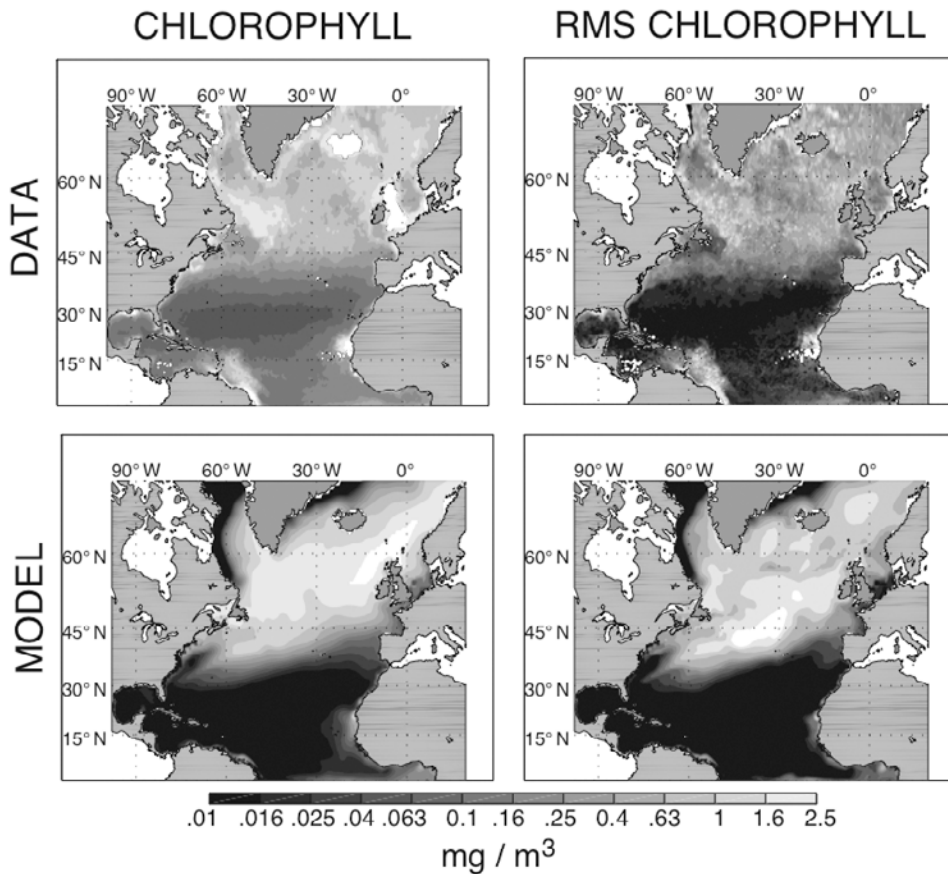 CHLOROPHYLL RMS CHLOROPHYLL
DATA
90° W 60° W 30° W 0°
60° N
45° N
30° N
15° N
90° W 60° W 30° W 0°
60° N
45° N
30° N
15° N
MODEL
90° W 60° W 30° W 0°
60° N
45° N
30° N
15° N
90° W 60° W 30° W 0°
60° N
45° N
30° N
15° N
.01 .016 .025 .04 .063 0.1 .16 .25 0.4 .63 1 1.6 2.5
mg / m³